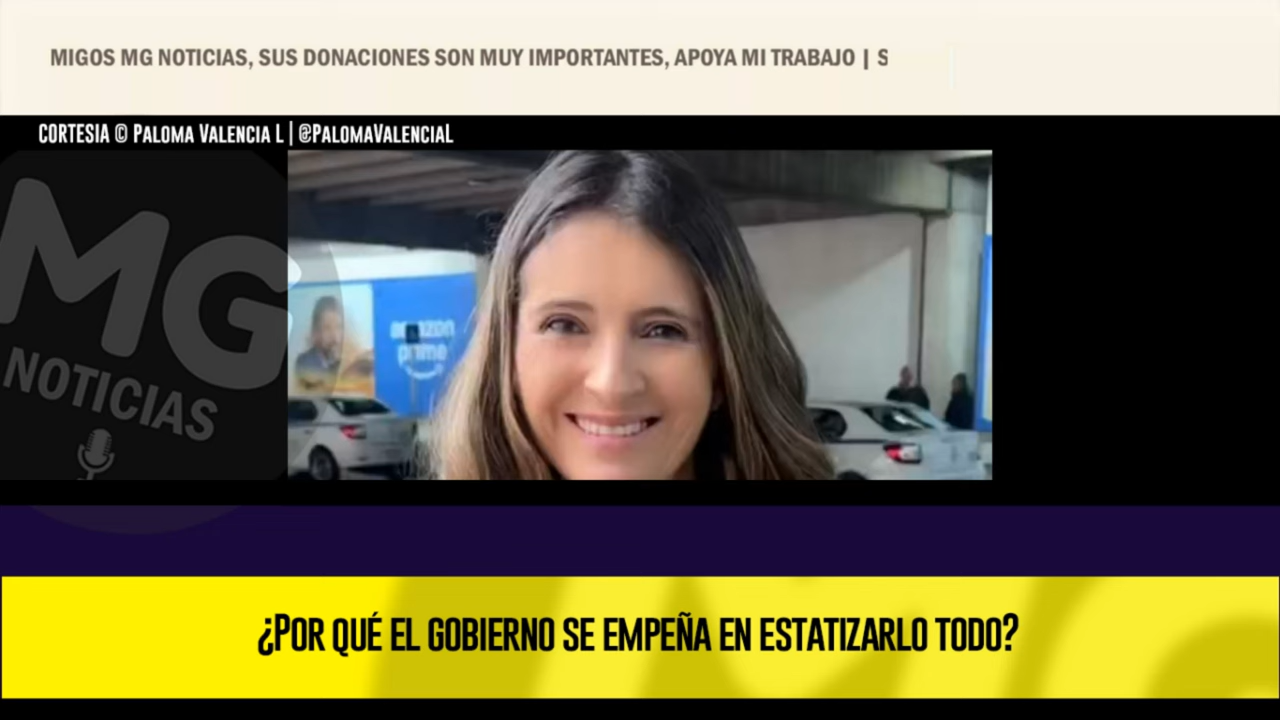 MIGOS MG NOTICIAS, SUS DONACIONES SON MUY IMPORTANTES, APOYA MI TRABAJO | S
CORTESIA © PALOMA VALENCIA L | @PALOMAVALENCIAL
MG
NOTICIAS
amazon
prime
¿POR QUÉ EL GOBIERNO SE EMPEÑA EN ESTATIZARLO TODO?